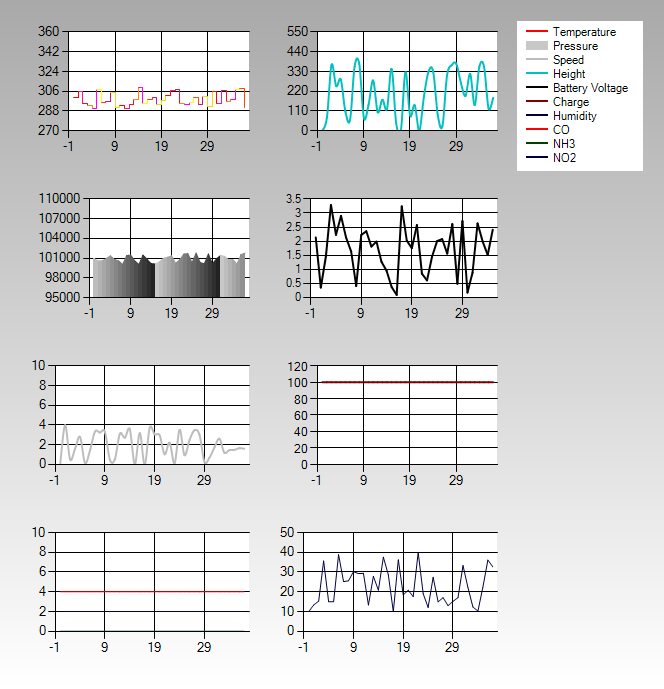 360
342
324
306
288
270
-1 9 19 29
550
440
330
220
110
0
-1 9 19 29
Temperature
Pressure
Speed
Height
Battery Voltage
Charge
Humidity
CO
NH3
NO2
110000
107000
104000
101000
98000
95000
-1 9 19 29
3.5
3
2.5
2
1.5
1
0.5
0
-1 9 19 29
10
8
6
4
2
0
-1 9 19 29
120
100
80
60
40
20
0
-1 9 19 29
10
8
6
4
2
0
-1 9 19 29
50
40
30
20
10
0
-1 9 19 29